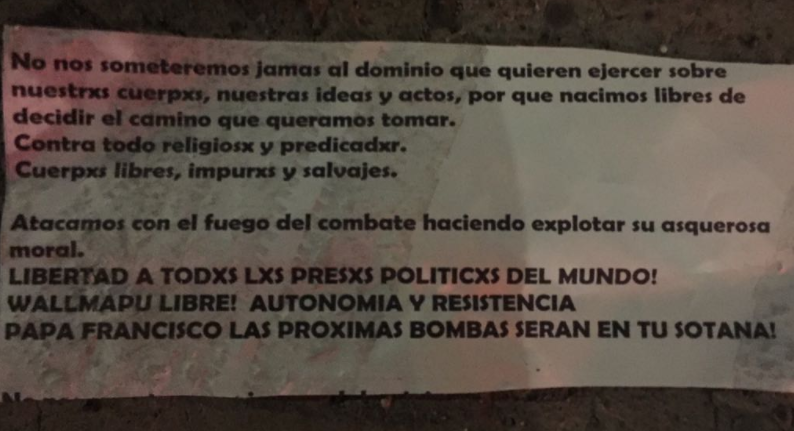 No nos someteremos jamas al dominio que quieren ejercer sobre
nuestrxs cuerpxs, nuestras ideas y actos, por que nacimos libres de
decidir el camino que queramos tomar.
Contra todo religiosx y predicadxr.
Cuerpxs libres, impurxs y salvajes.
Atacamos con el fuego del combate haciendo explotar su asquerosa
moral.
LIBERTAD A TODXS LXS PRESXS POLITICXS DEL MUNDO!
WALLMAPU LIBRE! AUTONOMIA Y RESISTENCIA
PAPA FRANCISCO LAS PROXIMAS BOMBAS SERAN EN TU SOTANA!